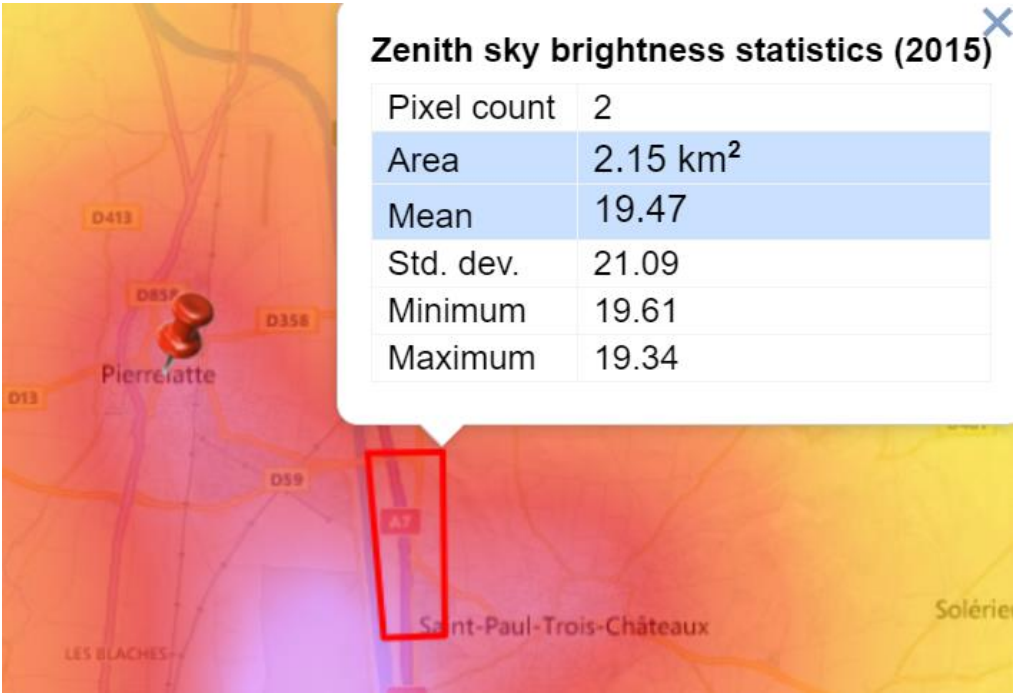 Zenith sky brightness statistics (2015)
Pixel count 2
Area 2.15 km²
Mean 19.47
Std. dev. 21.09
Minimum 19.61
Maximum 19.34
D413
D358
Pierrelatte
D13
D59
A7
Saint-Paul-Trois-Châteaux
LES BLACHES